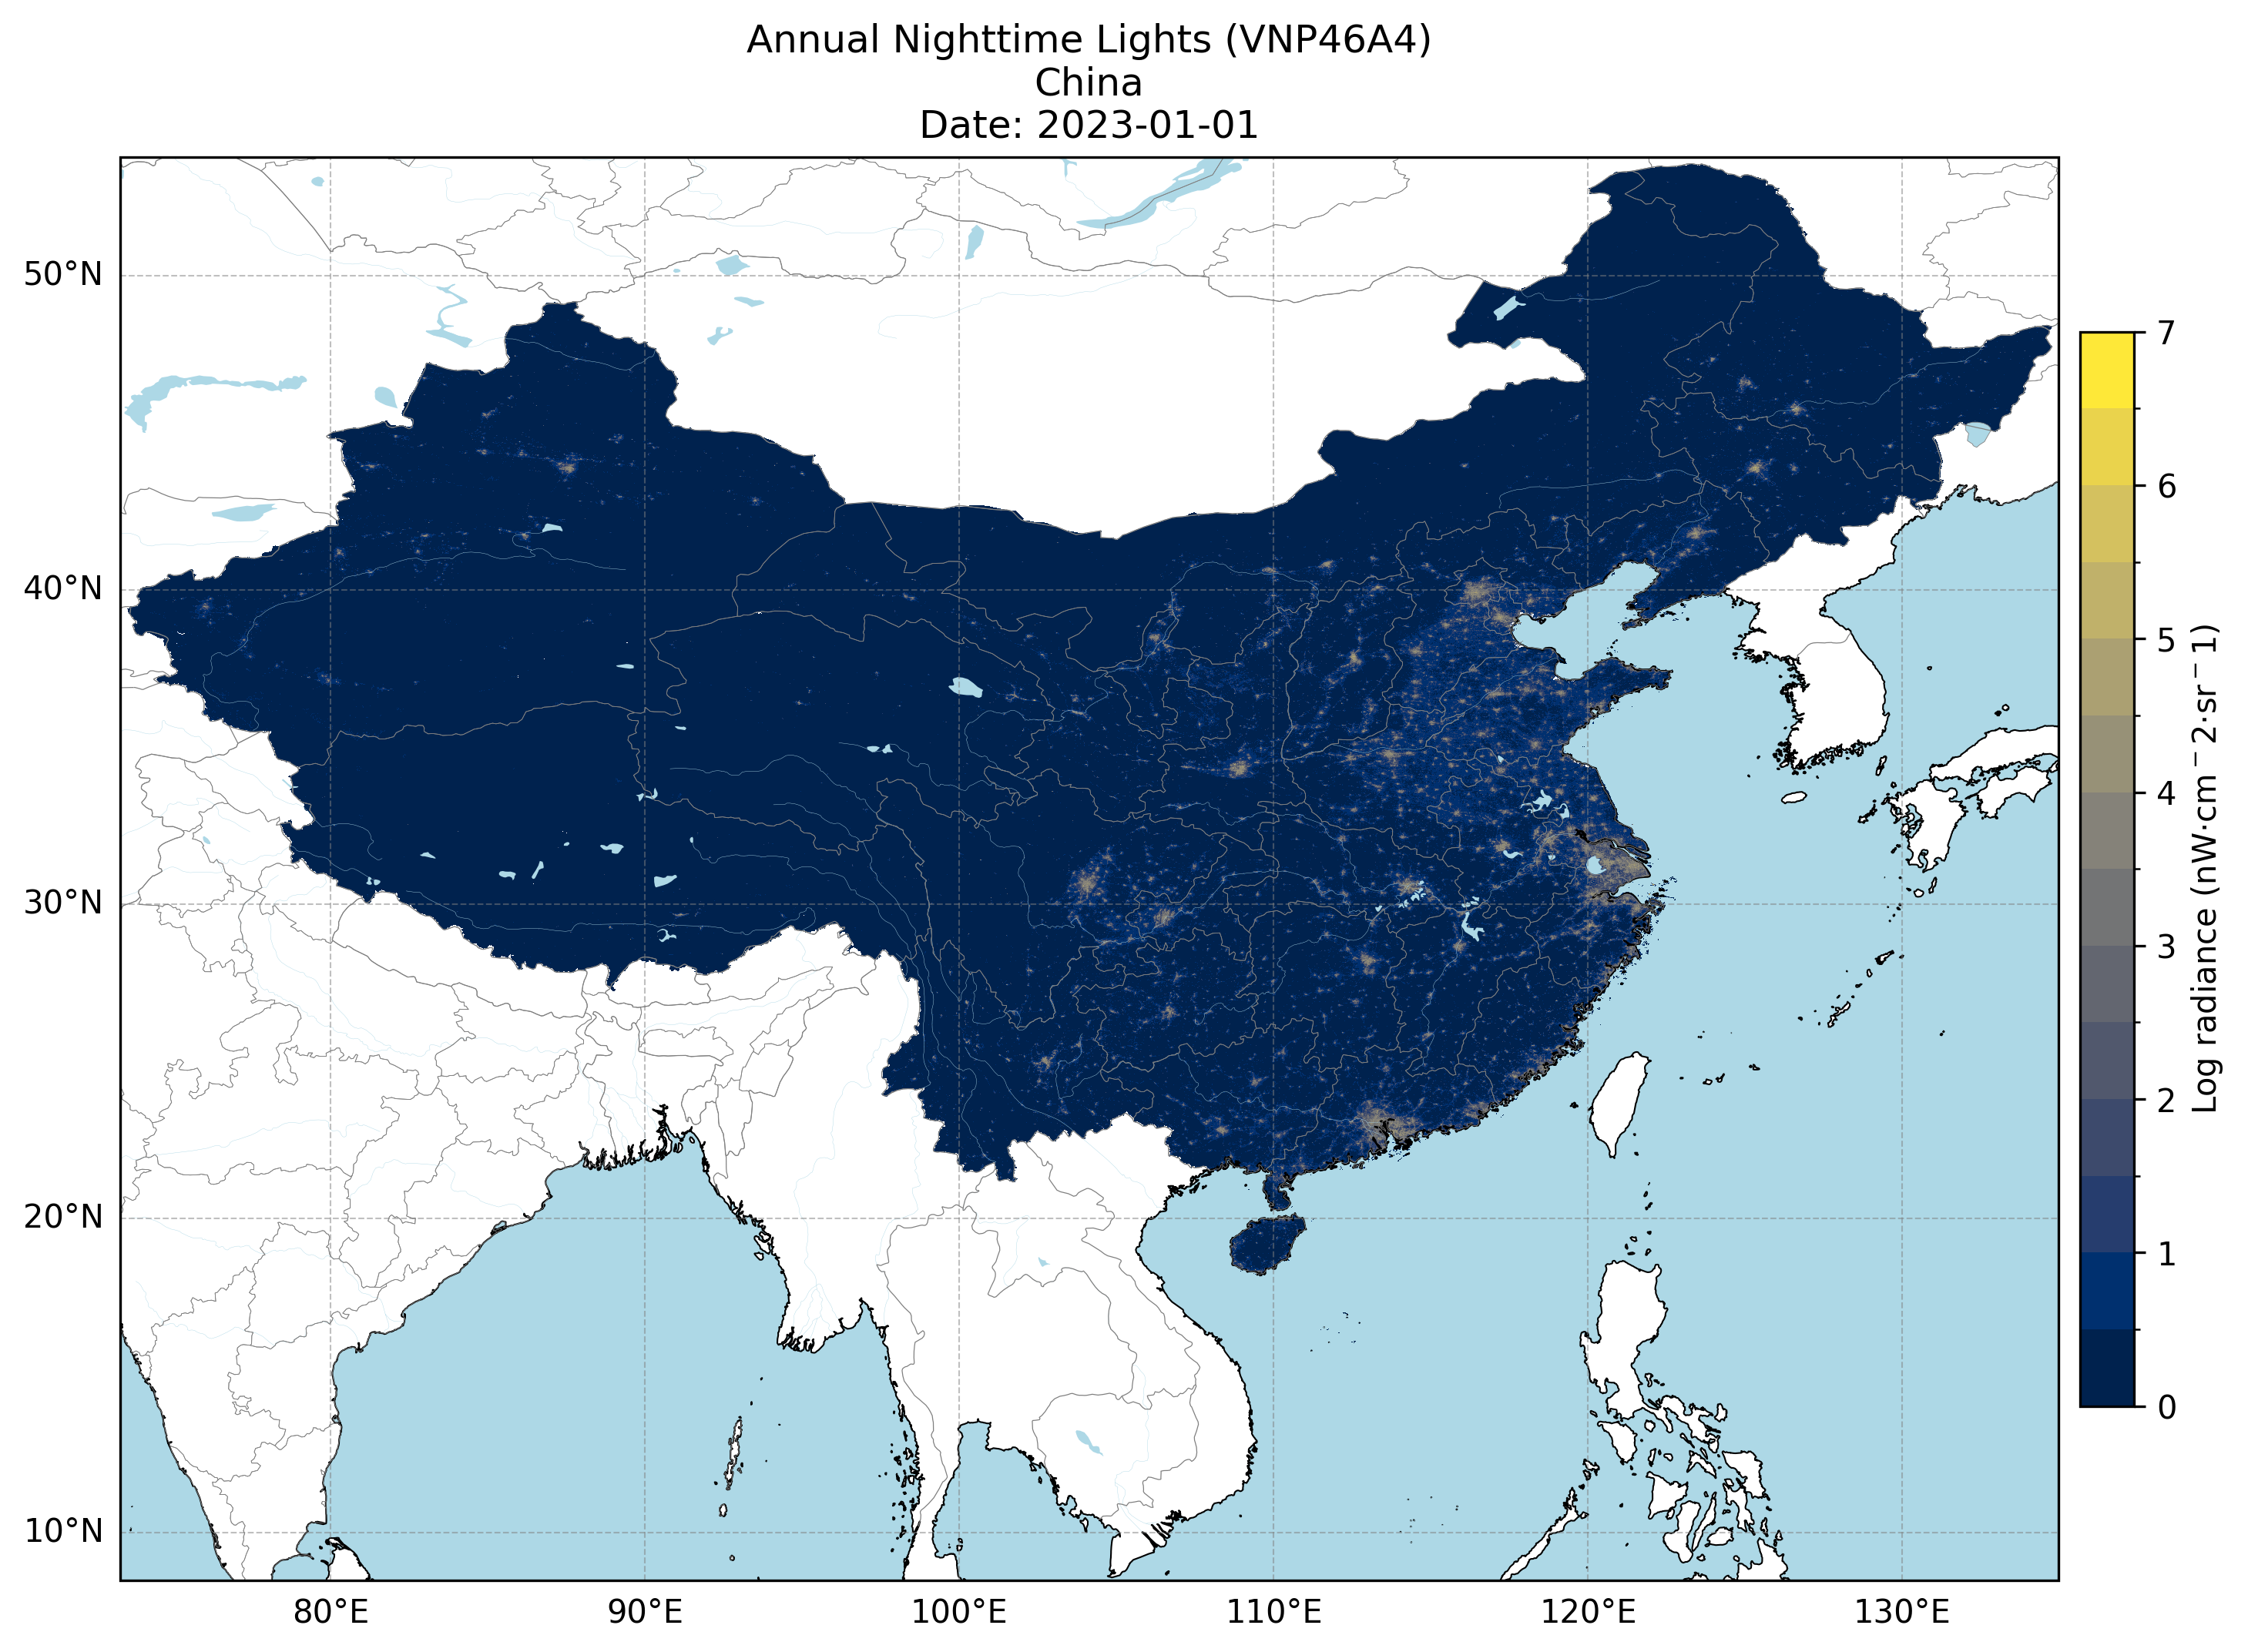 Annual Nighttime Lights (VNP46A4)
China
Date: 2023-01-01
50°N
40°N
30°N
20°N
10°N
80°E
90°E
100°E
110°E
120°E
130°E
7
6
5
4
3
2
1
0
Log radiance (nW·cm⁻2·sr⁻1)